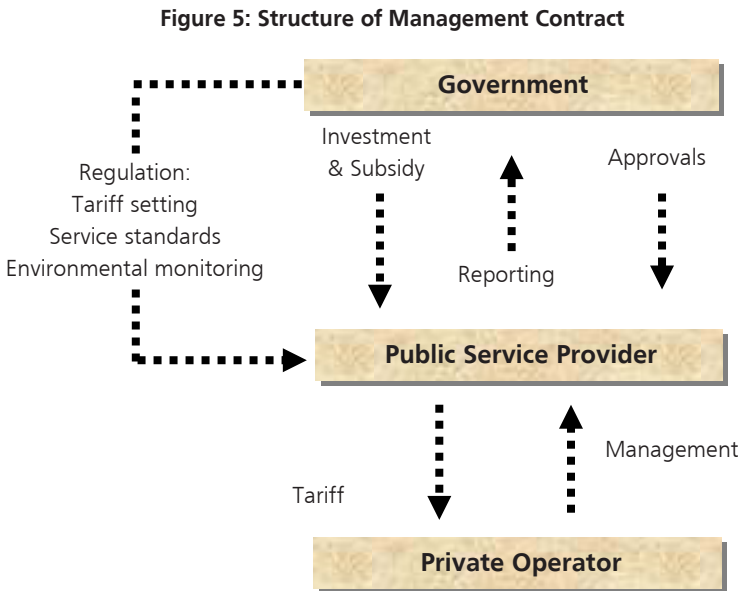 Figure 5: Structure of Management Contract
Government
Investment
& Subsidy
Approvals
Regulation:
Tariff setting
Service standards
Environmental monitoring
Reporting
Public Service Provider
Management
Tariff
Private Operator